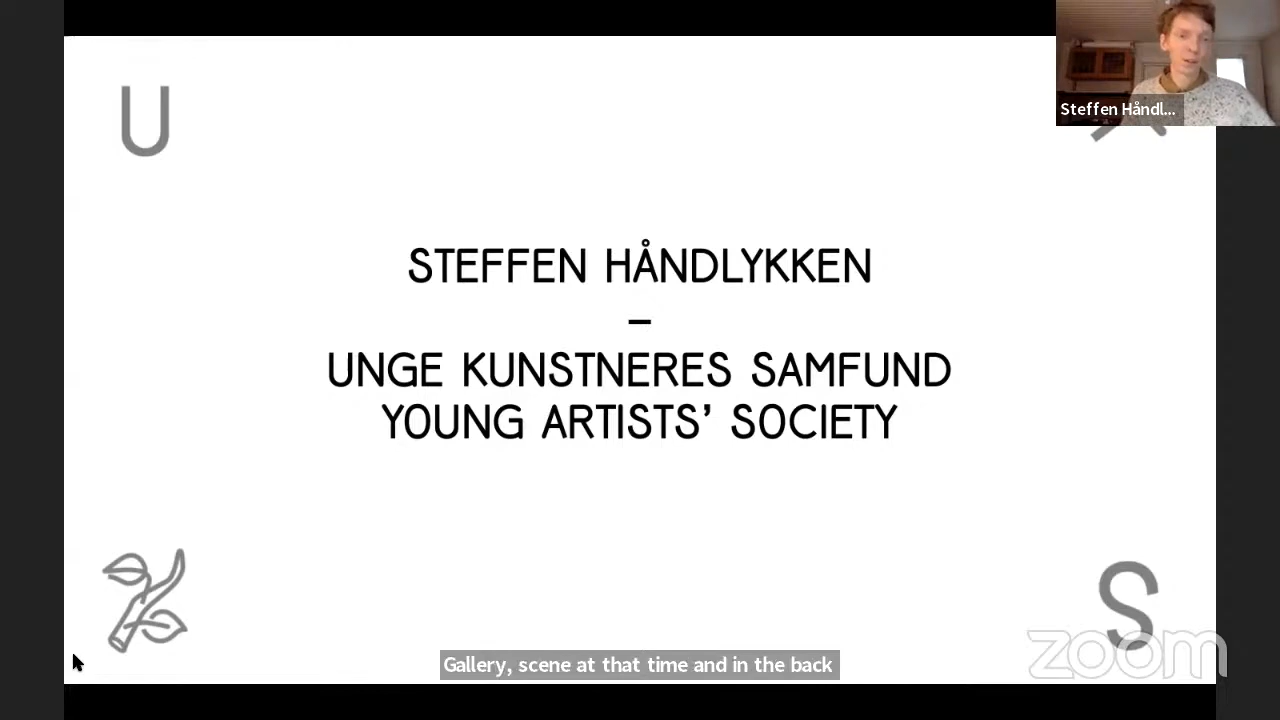 U
Steffen Håndl...
STEFFEN HÅNDLYKKEN
–
UNGE KUNSTNERES SAMFUND
YOUNG ARTISTS’ SOCIETY
S
zoom
Gallery, scene at that time and in the back